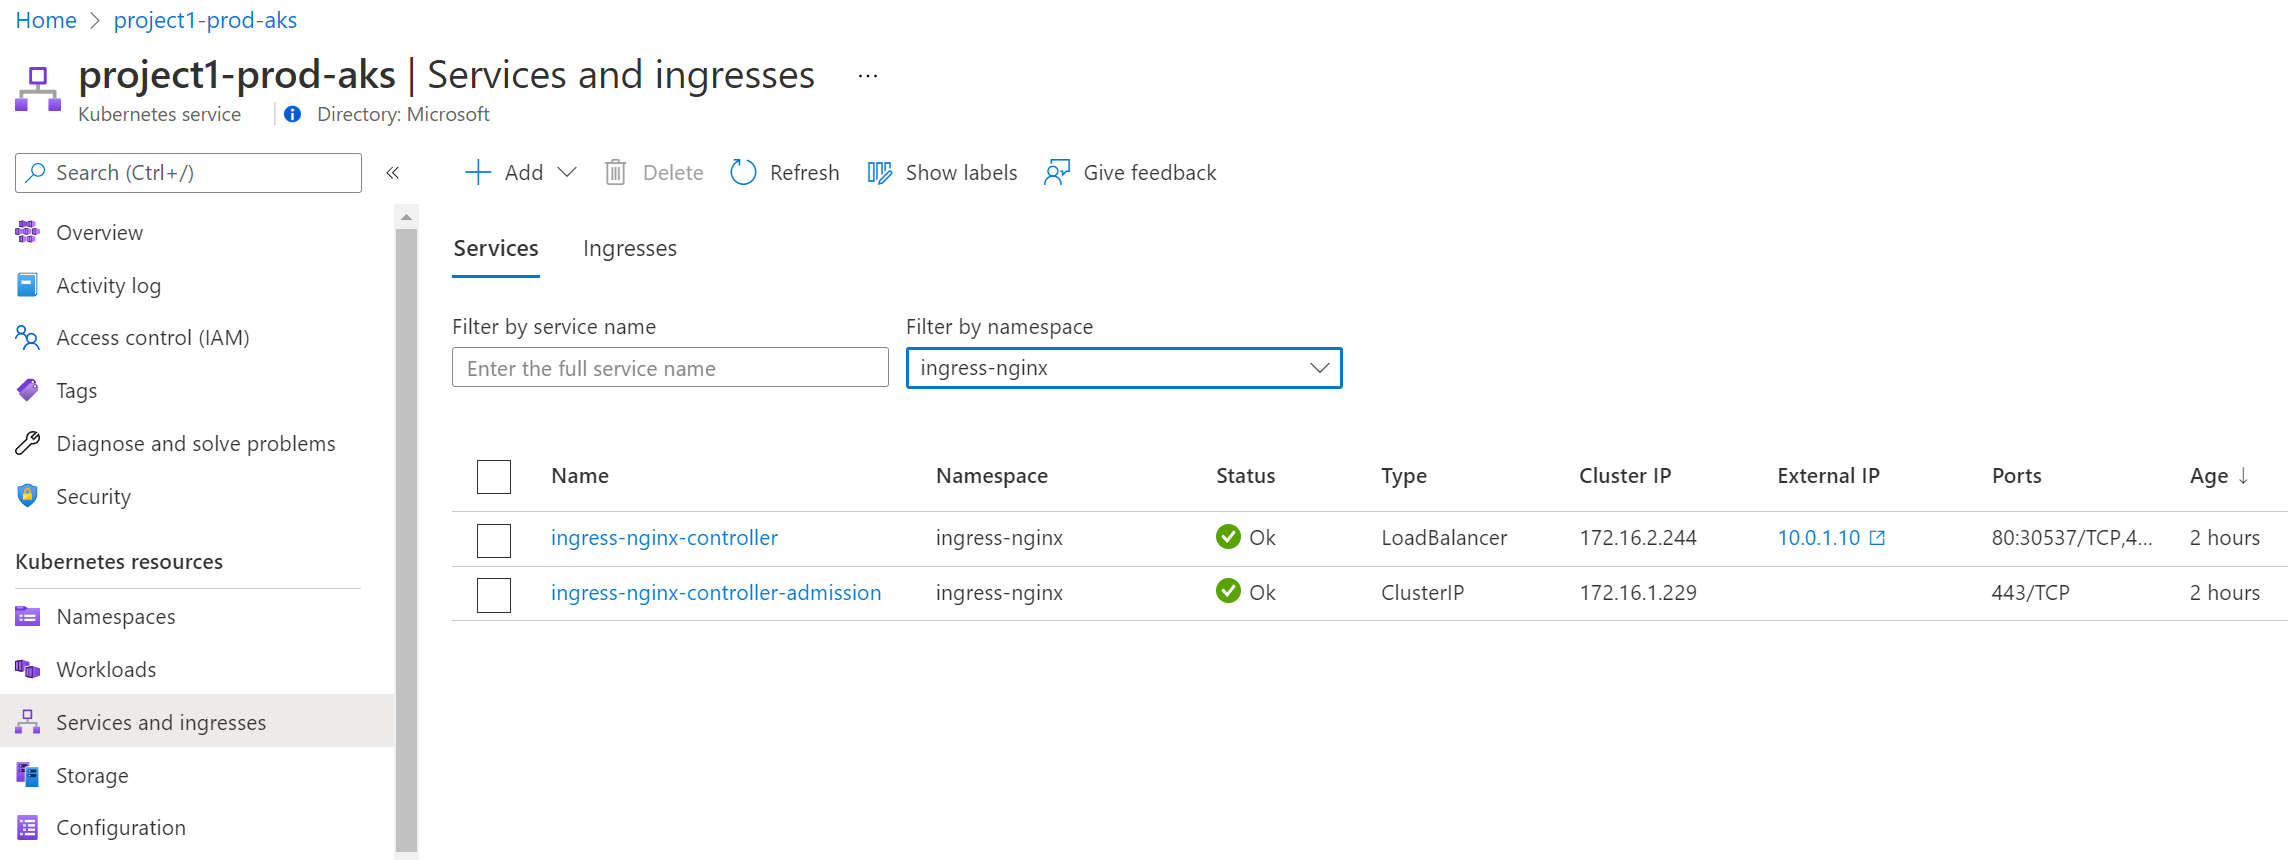 Home > project1-prod-aks
project1-prod-aks | Services and ingresses ...
Kubernetes service Directory: Microsoft
Search (Ctrl+/) «
Add Delete Refresh Show labels Give feedback
Overview
Activity log
Access control (IAM)
Tags
Diagnose and solve problems
Security
Kubernetes resources
Namespaces
Workloads
Services and ingresses
Storage
Configuration
Services Ingresses
Filter by service name Filter by namespace
Enter the full service name ingress-nginx
Name Namespace Status Type Cluster IP External IP Ports Age ↓
ingress-nginx-controller ingress-nginx Ok LoadBalancer 172.16.2.244 10.0.1.10 80:30537/TCP,4... 2 hours
ingress-nginx-controller-admission ingress-nginx Ok ClusterIP 172.16.1.229 443/TCP 2 hours